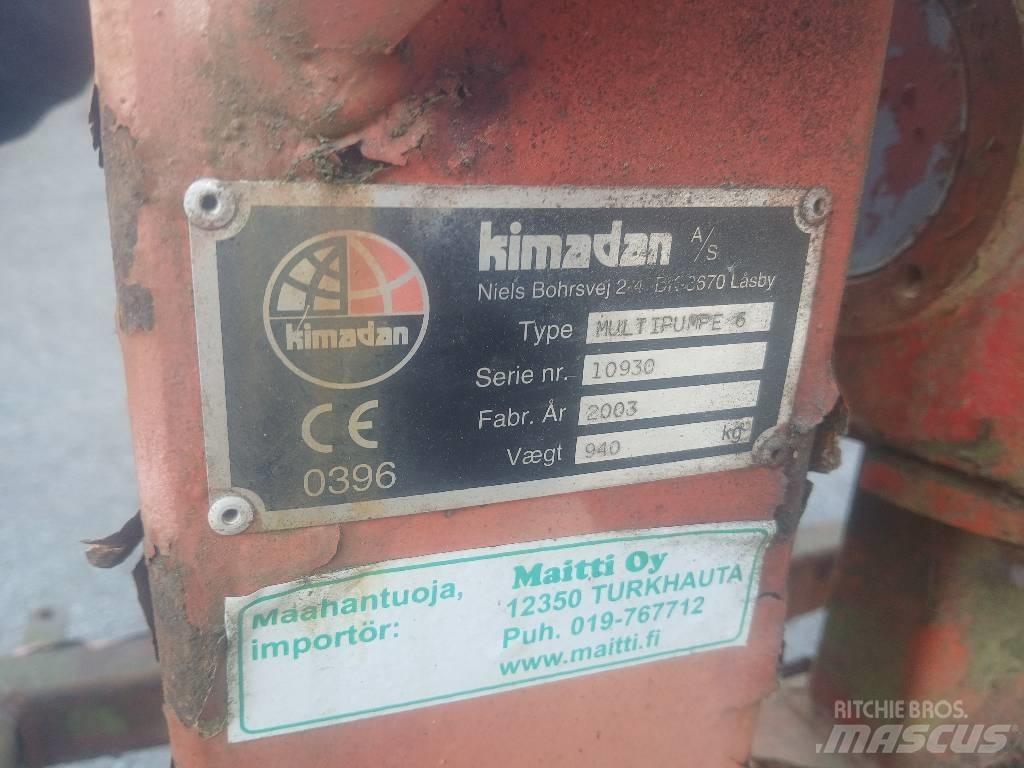 kimadan A/S
Niels Bohrsvej 2-4 DK-8670 Låsby
kimadan
Type MULTIPUMPE 6
Serie nr. 10930
Fabr. År 2003
Vægt 940 kg
CE
0396
Maahantuoja,
importör:
Maitti Oy
12350 TURKHAUTA
Puh. 019-767712
www.maitti.fi
RITCHIE BROS.
MASCUS